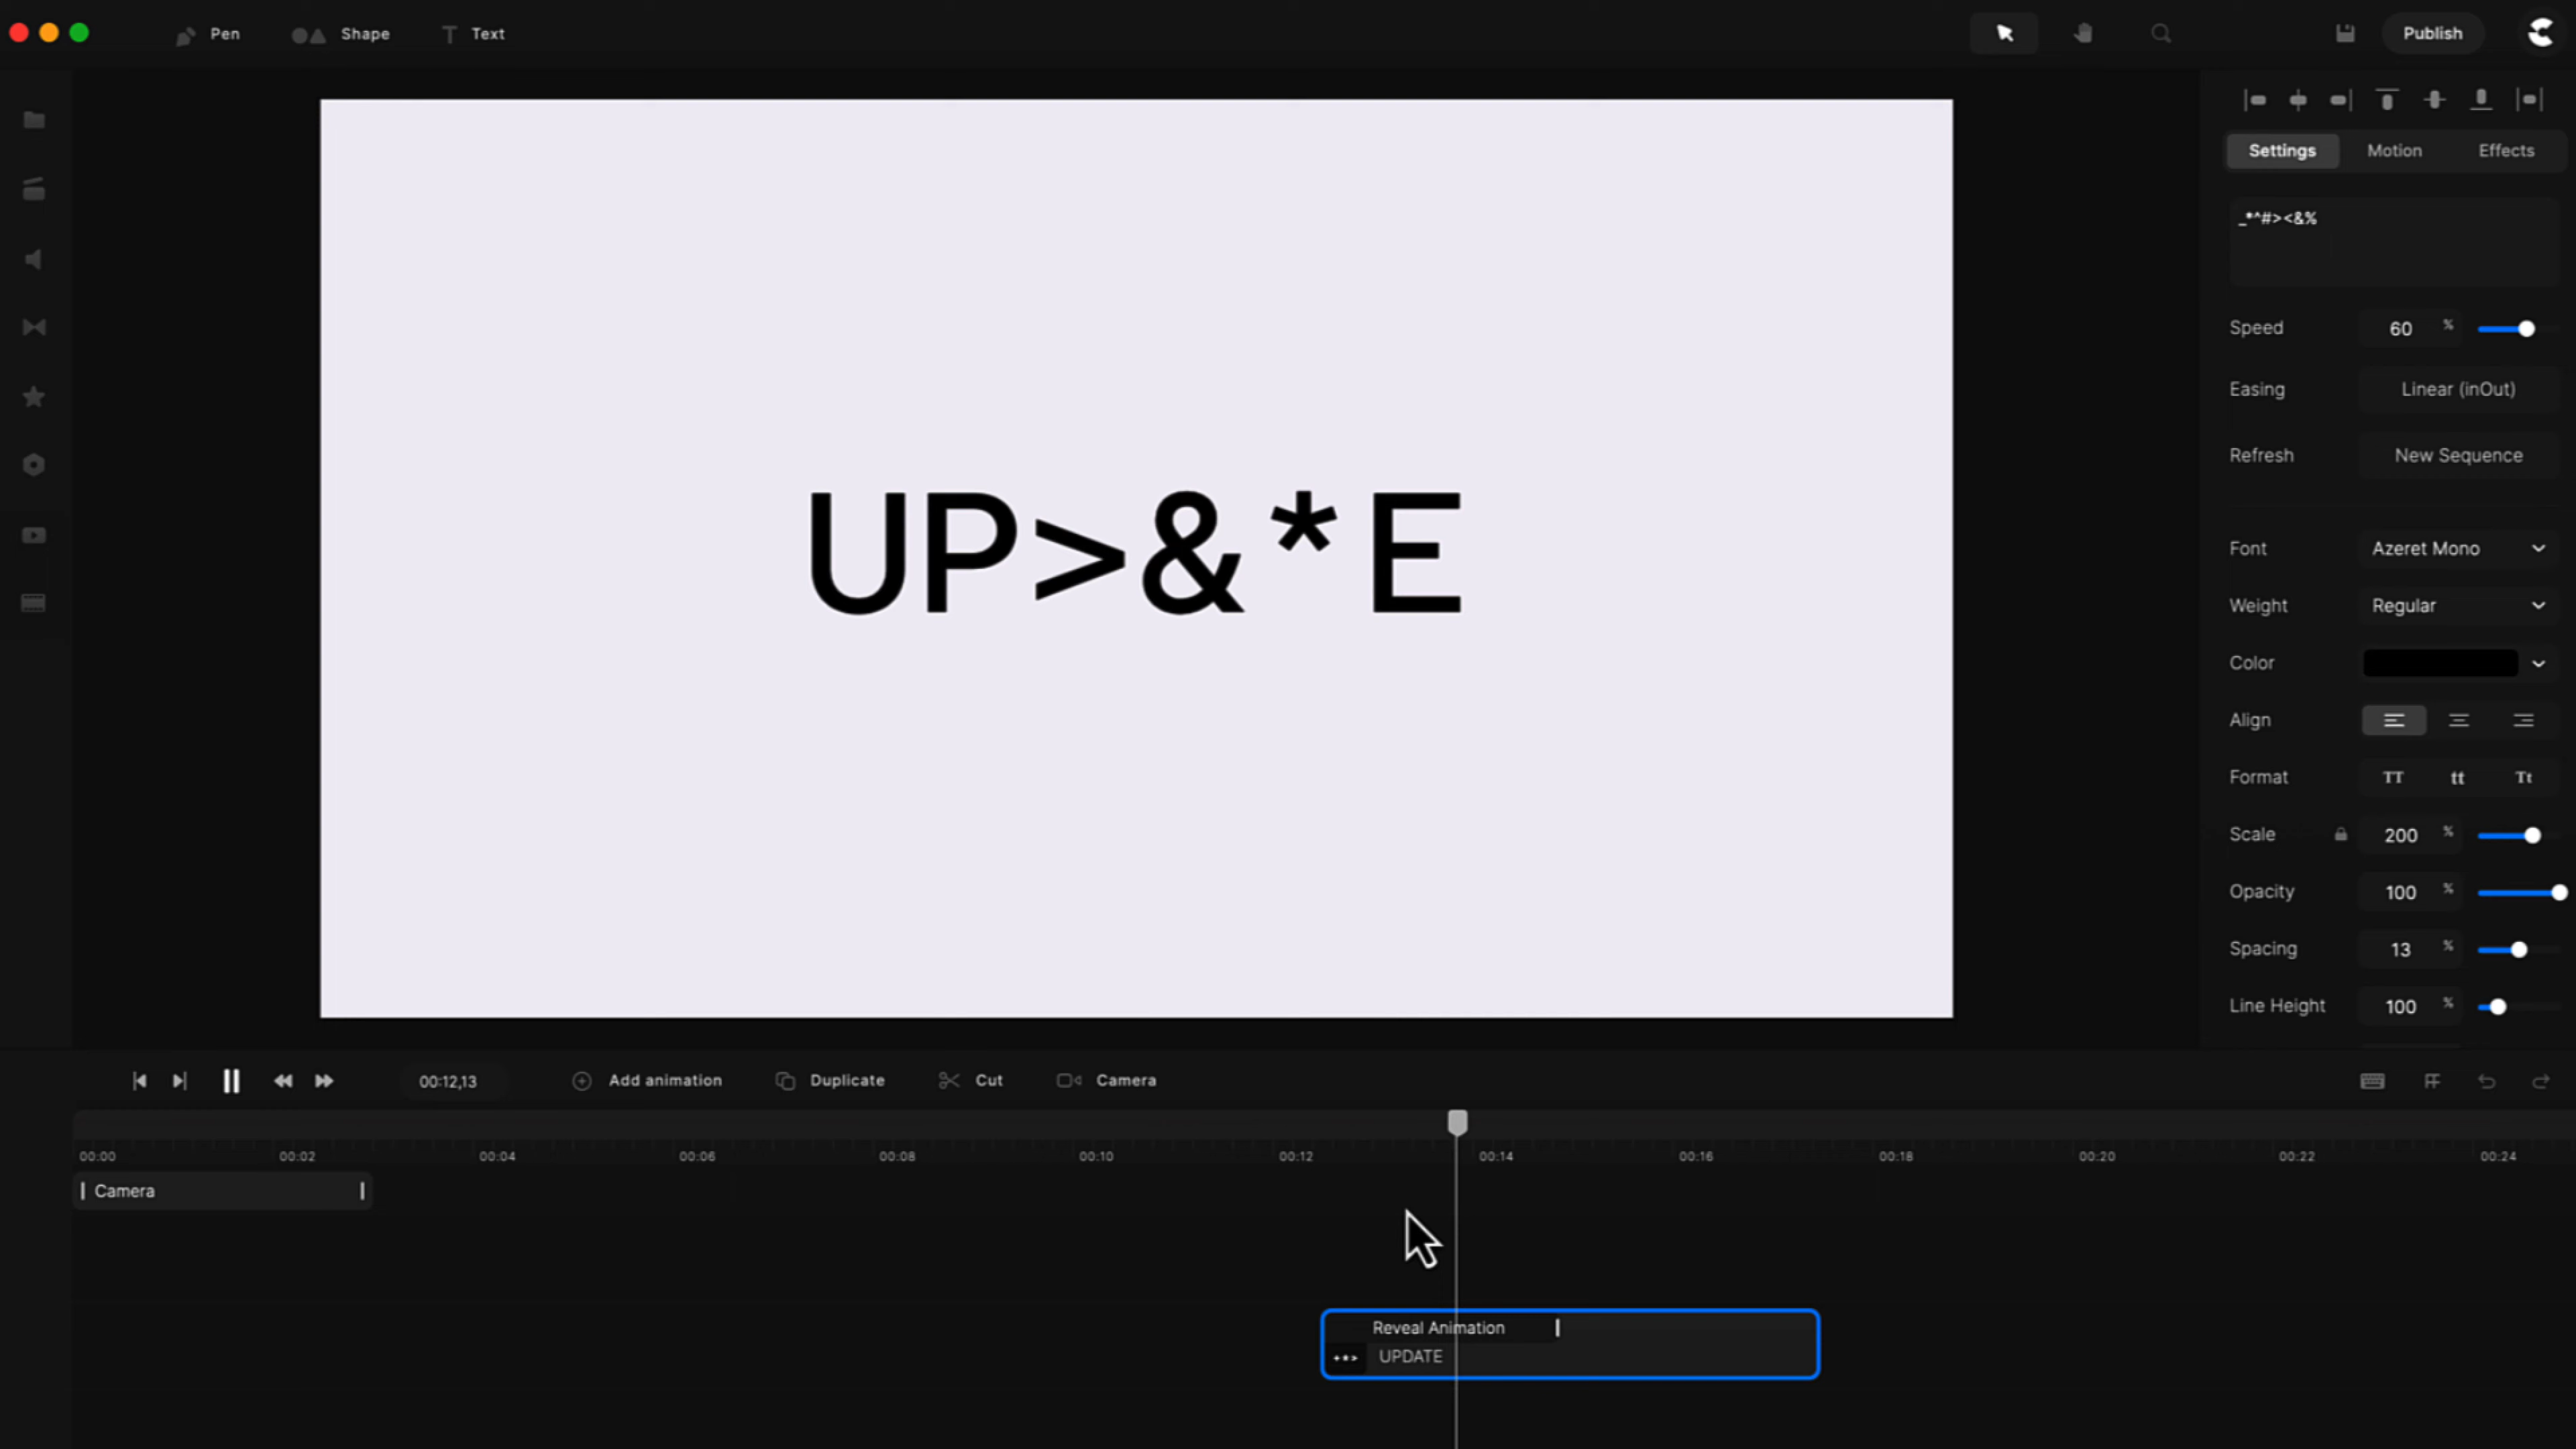 Pen Shape Text Publish
Settings Motion Effects
_*^#><&%
Speed 60 %
Easing Linear (inOut)
Refresh New Sequence
UP>&*E
Font Azeret Mono
Weight Regular
Color
Align
Format TT tt Tt
Scale 200 %
Opacity 100 %
Spacing 13 %
Line Height 100 %
00:12,13 Add animation Duplicate Cut Camera
00:00 00:02 00:04 00:06 00:08 00:10 00:12 00:14 00:16 00:18 00:20 00:22 00:24
Camera
Reveal Animation
UPDATE